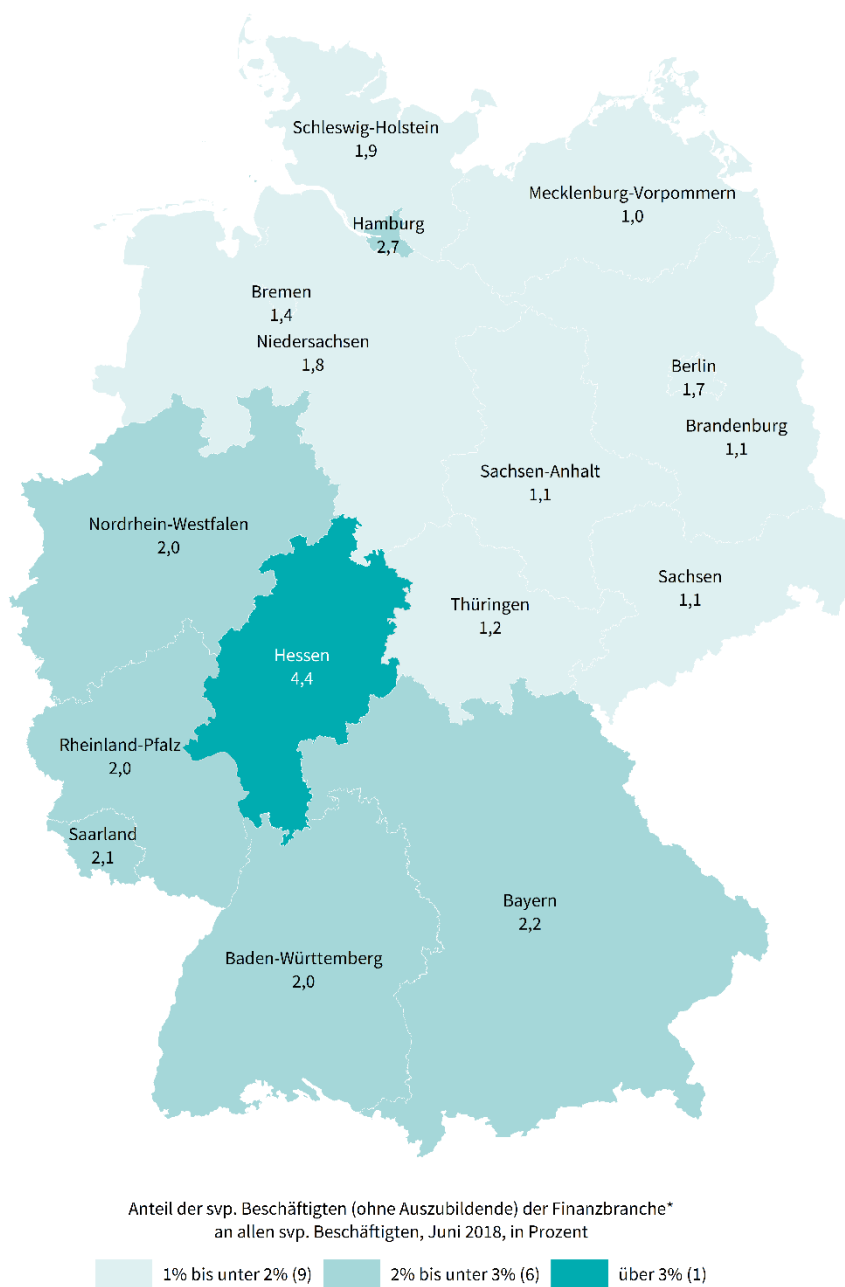 Schleswig-Holstein
1,9
Mecklenburg-Vorpommern
1,0
Hamburg
2,7
Bremen
1,4
Niedersachsen
1,8
Berlin
1,7
Brandenburg
1,1
Sachsen-Anhalt
1,1
Nordrhein-Westfalen
2,0
Sachsen
1,1
Thüringen
1,2
Hessen
4,4
Rheinland-Pfalz
2,0
Saarland
2,1
Bayern
2,2
Baden-Württemberg
2,0
Anteil der svp. Beschäftigten (ohne Auszubildende) der Finanzbranche*
an allen svp. Beschäftigten, Juni 2018, in Prozent
1% bis unter 2% (9) 2% bis unter 3% (6) über 3% (1)